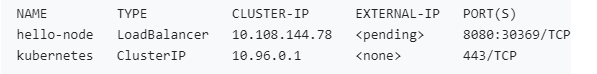 NAME TYPE CLUSTER-IP EXTERNAL-IP PORT(S)
hello-node LoadBalancer 10.108.144.78 <pending> 8080:30369/TCP
kubernetes ClusterIP 10.96.0.1 <none> 443/TCP